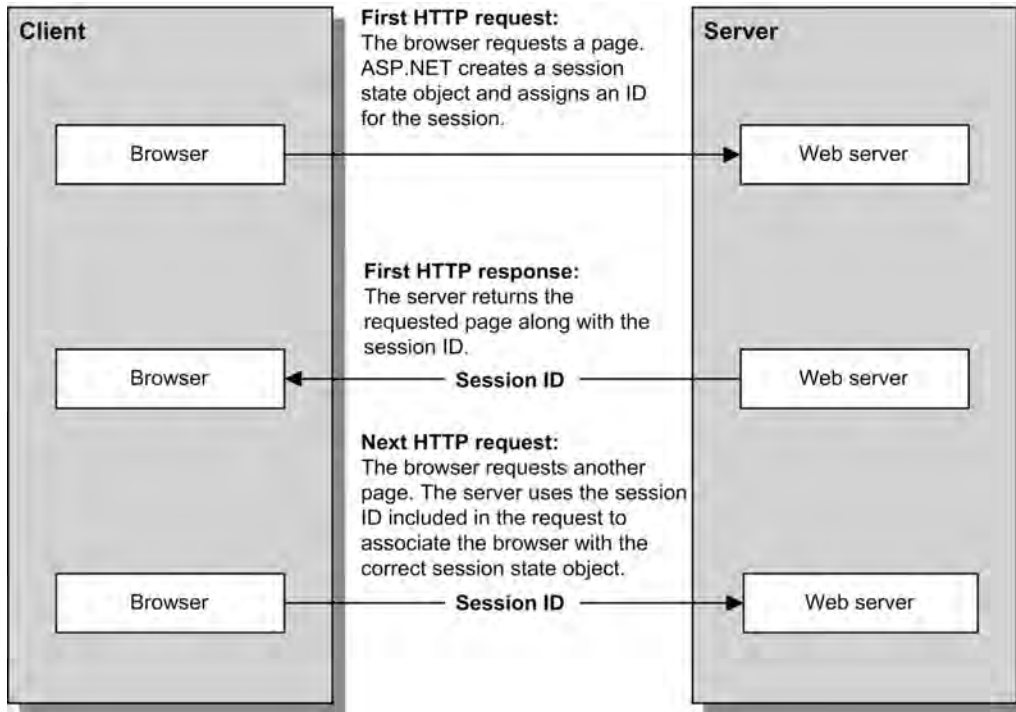 Client
Server
First HTTP request:
The browser requests a page.
ASP.NET creates a session
state object and assigns an ID
for the session.
Browser
Web server
First HTTP response:
The server returns the
requested page along with the
session ID.
Browser
Session ID
Web server
Next HTTP request:
The browser requests another
page. The server uses the session
ID included in the request to
associate the browser with the
correct session state object.
Browser
Session ID
Web server